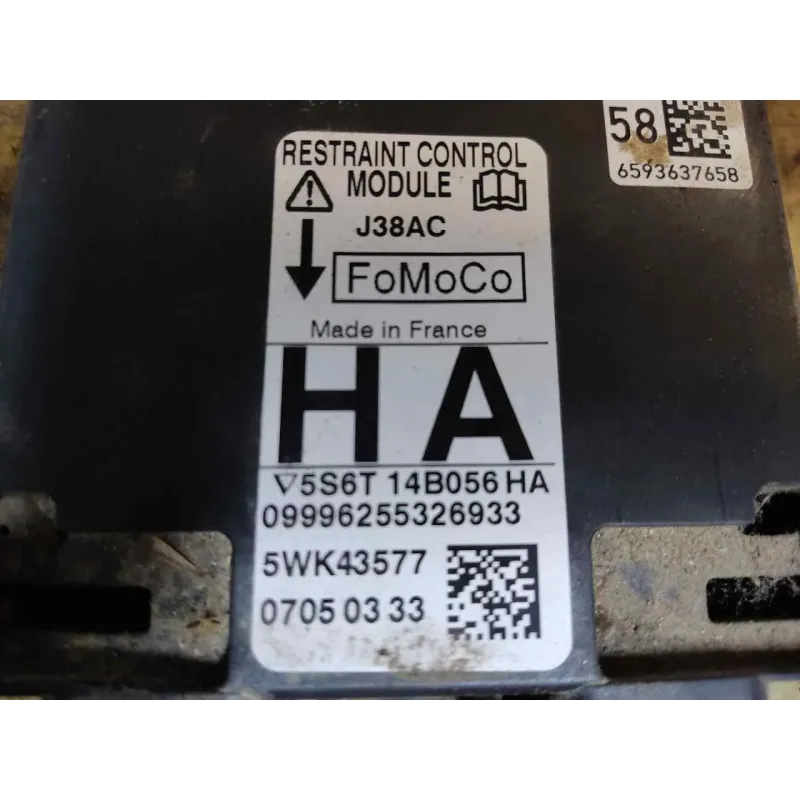 58
6593637658
RESTRAINT CONTROL
MODULE
J38AC
FoMoCo
Made in France
HA
5S6T 14B056 HA
09996255326933
5WK43577
0705 03 33